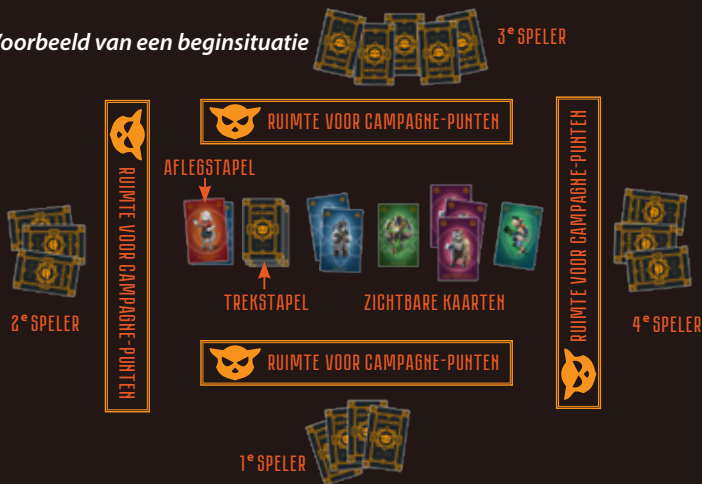 Voorbeeld van een beginsituatie
3e SPELER
RUIMTE VOOR CAMPAGNE-PUNTEN
RUIMTE VOOR CAMPAGNE-PUNTEN
RUIMTE VOOR CAMPAGNE-PUNTEN
AFLEGSTAPEL
TREKSTAPEL
ZICHTBARE KAARTEN
2e SPELER
4e SPELER
RUIMTE VOOR CAMPAGNE-PUNTEN
1e SPELER